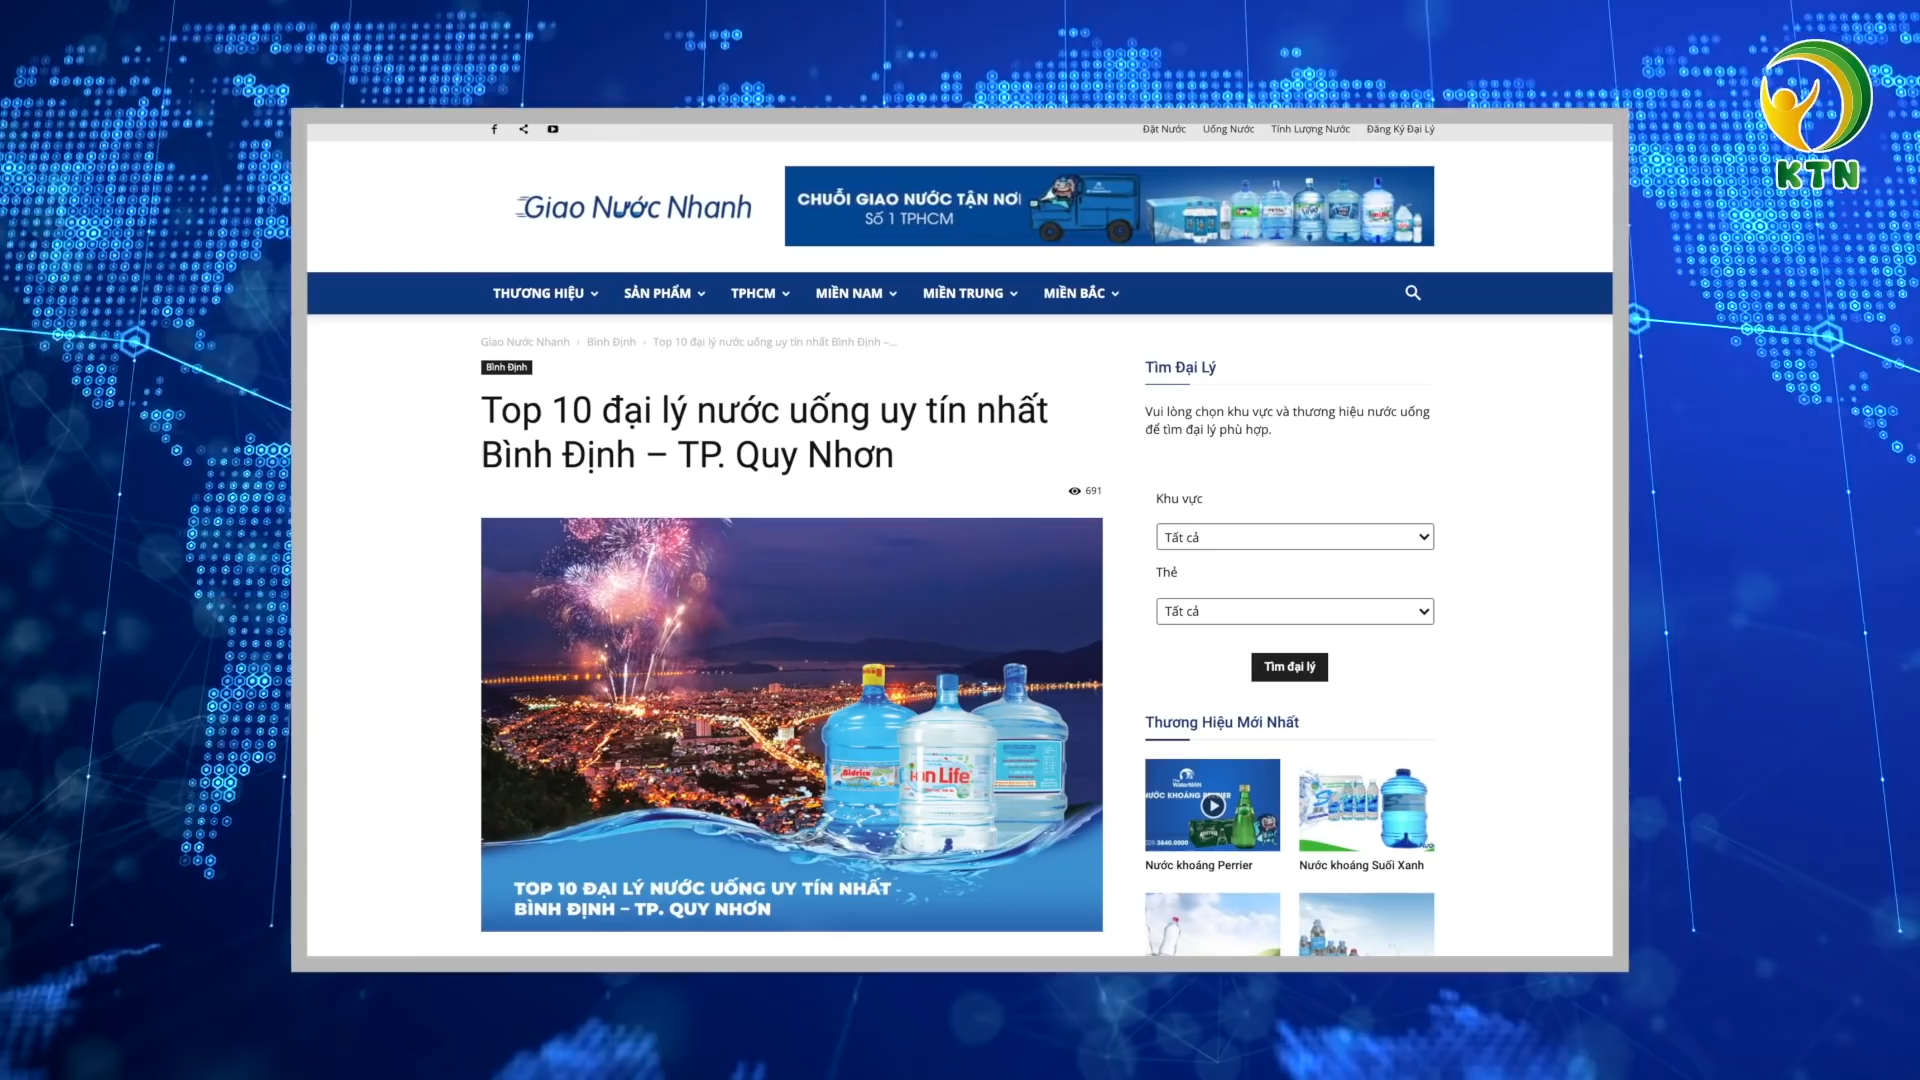 KTN
Đặt Nước Uống Nước Tính Lượng Nước Đăng Ký Đại Lý
Giao Nước Nhanh
CHUỖI GIAO NƯỚC TẬN NƠI
SỐ 1 TPHCM
THƯƠNG HIỆU SẢN PHẨM TPHCM MIỀN NAM MIỀN TRUNG MIỀN BẮC
Giao Nước Nhanh › Bình Định › Top 10 đại lý nước uống uy tín nhất Bình Định –...
Bình Định
Top 10 đại lý nước uống uy tín nhất
Bình Định – TP. Quy Nhơn
691
Bidrico
Ion Life
TOP 10 ĐẠI LÝ NƯỚC UỐNG UY TÍN NHẤT
BÌNH ĐỊNH – TP. QUY NHƠN
Tìm Đại Lý
Vui lòng chọn khu vực và thương hiệu nước uống
để tìm đại lý phù hợp.
Khu vực
Tất cả
Thẻ
Tất cả
Tìm đại lý
Thương Hiệu Mới Nhất
WaterMAN
Nước khoáng Perrier
Nước khoáng Suối Xanh